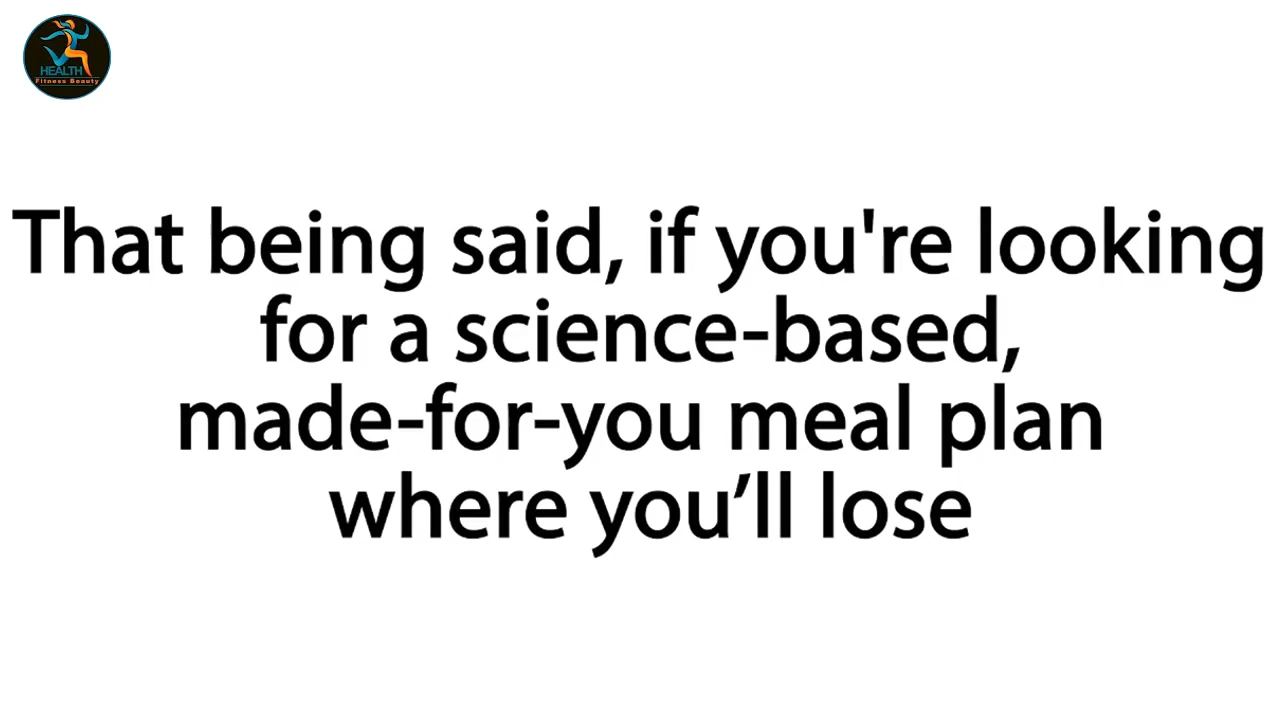 HEALTH
Fitness Beauty
That being said, if you're looking
for a science-based,
made-for-you meal plan
where you’ll lose